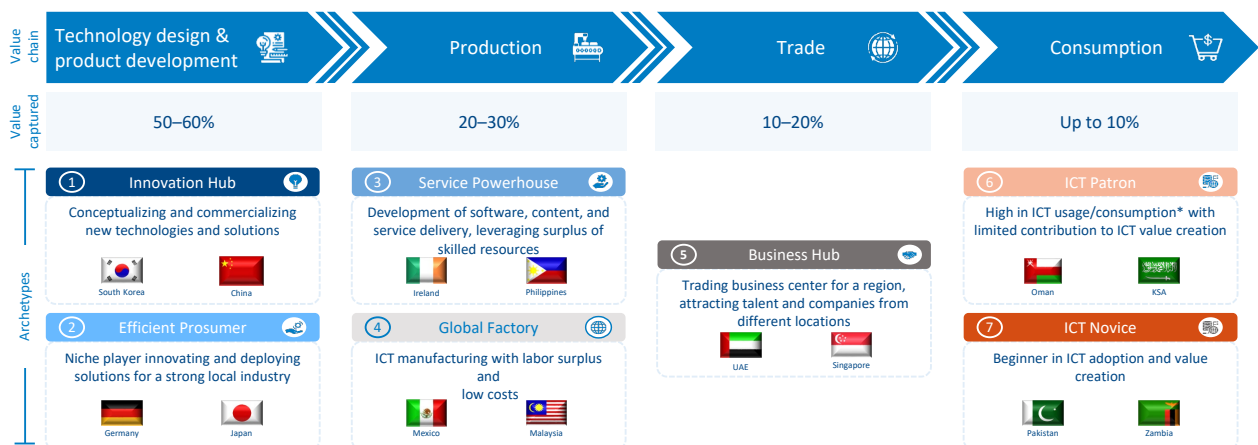 Value chain
Technology design &
product development
Production
Trade
Consumption
Value captured
50–60%
20–30%
10–20%
Up to 10%
Archetypes
1 Innovation Hub
Conceptualizing and commercializing
new technologies and solutions
South Korea
China
2 Efficient Prosumer
Niche player innovating and deploying
solutions for a strong local industry
Germany
Japan
3 Service Powerhouse
Development of software, content, and
service delivery, leveraging surplus of
skilled resources
Ireland
Philippines
4 Global Factory
ICT manufacturing with labor surplus
and
low costs
Mexico
Malaysia
5 Business Hub
Trading business center for a region,
attracting talent and companies from
different locations
UAE
Singapore
6 ICT Patron
High in ICT usage/consumption* with
limited contribution to ICT value creation
Oman
KSA
7 ICT Novice
Beginner in ICT adoption and value
creation
Pakistan
Zambia